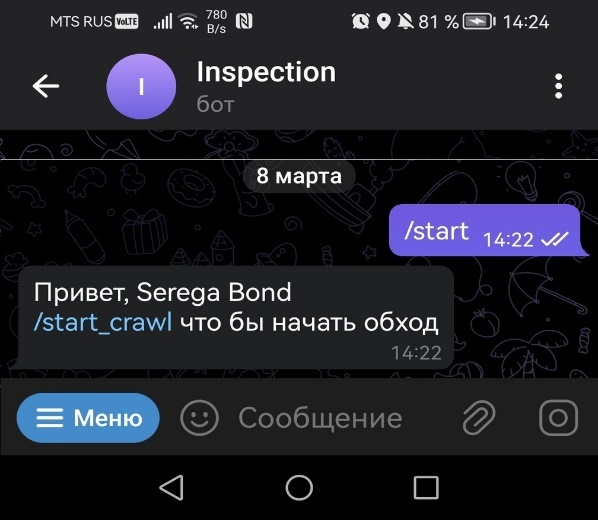 MTS RUS VoLTE 780 B/s 81 % 14:24
I
Inspection
бот
8 марта
/start 14:22
Привет, Serega Bond
/start_crawl что бы начать обход
14:22
Меню Сообщение